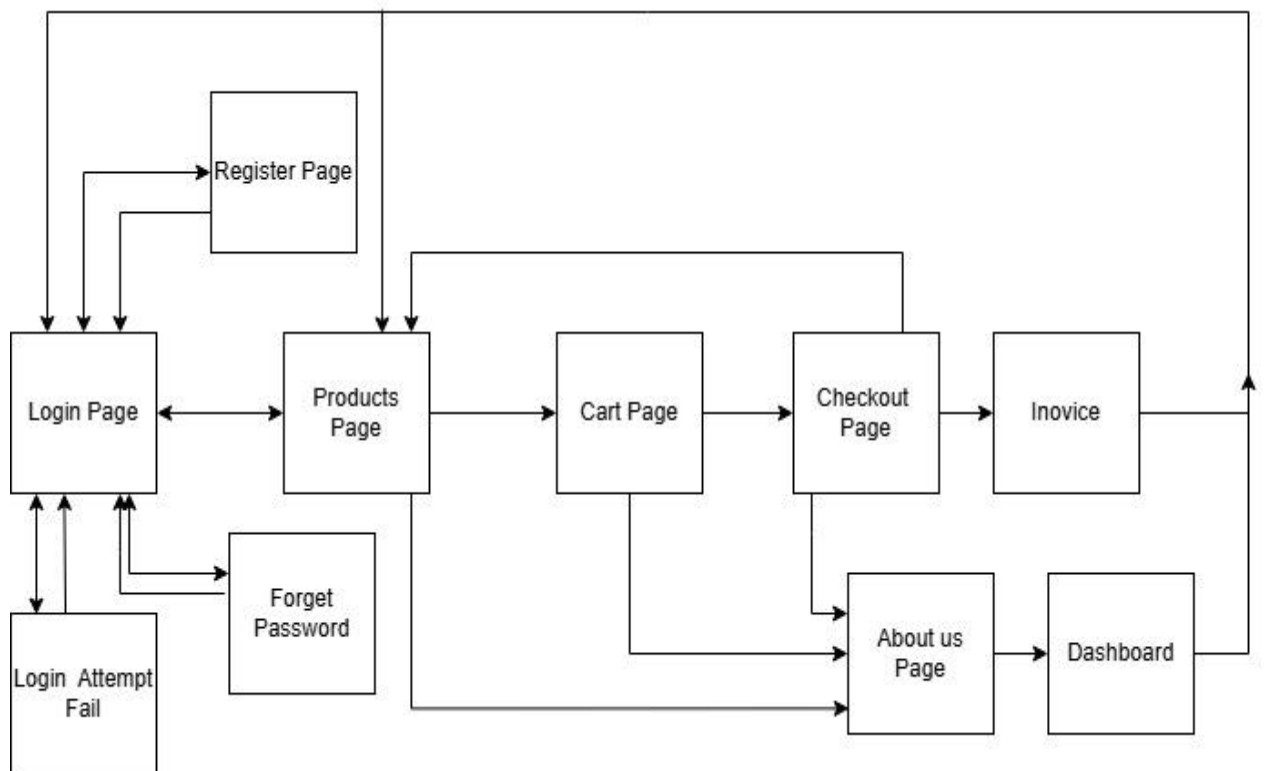 Register Page
Login Page
Products
Page
Cart Page
Checkout
Page
Inovice
Forget
Password
Login Attempt
Fail
About us
Page
Dashboard